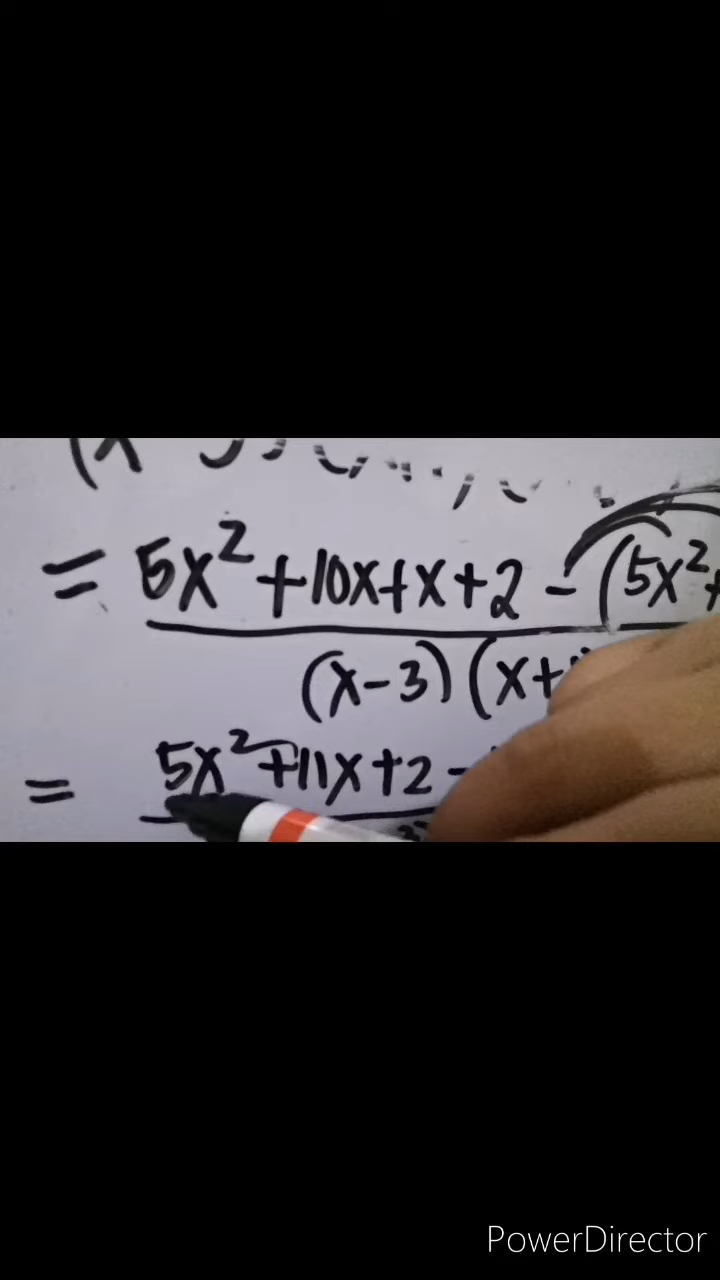 = 5x² + 10x + x + 2 - (5x² +
(x - 3) (x +
= 5x² + 11x + 2 -
PowerDirector